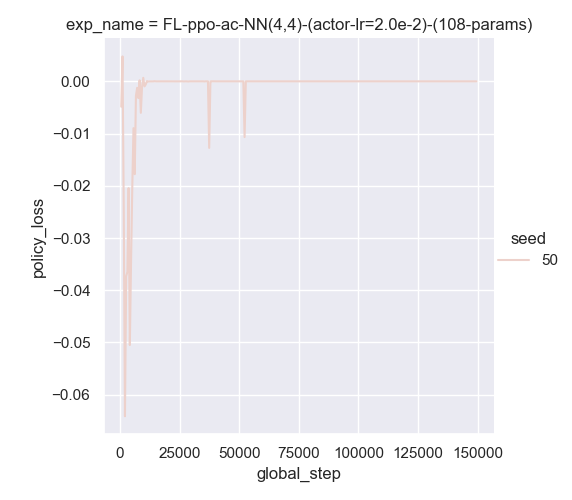 exp_name = FL-ppo-ac-NN(4,4)-(actor-lr=2.0e-2)-(108-params)
0.00
−0.01
−0.02
−0.03
−0.04
−0.05
−0.06
policy_loss
0 25000 50000 75000 100000 125000 150000
global_step
seed
50